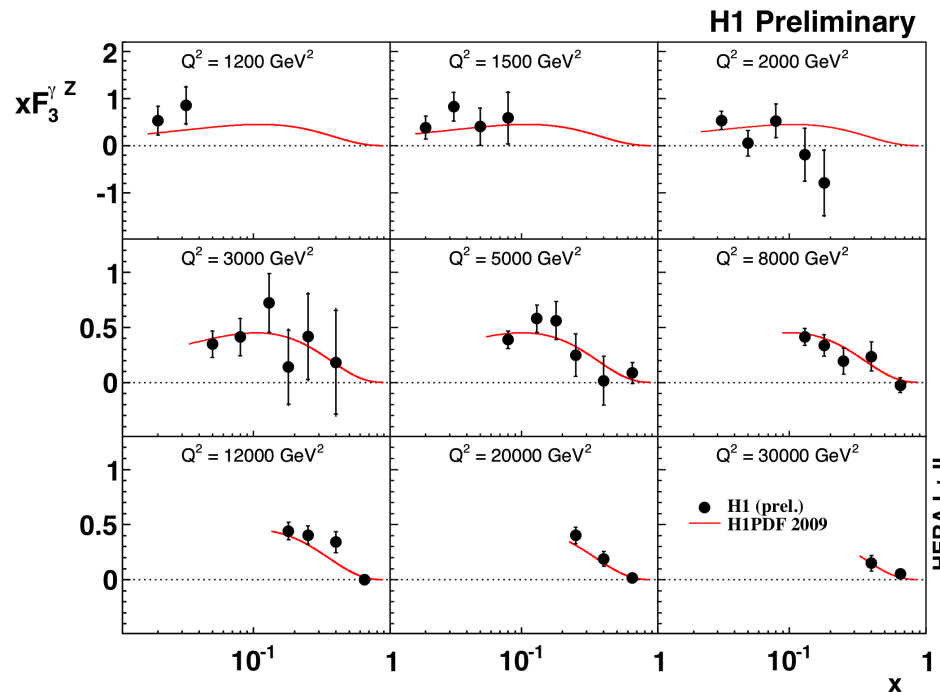 H1 Preliminary
xF₃^γZ
Q² = 1200 GeV²
Q² = 1500 GeV²
Q² = 2000 GeV²
2
1
0
-1
Q² = 3000 GeV²
Q² = 5000 GeV²
Q² = 8000 GeV²
1
0.5
0
Q² = 12000 GeV²
Q² = 20000 GeV²
Q² = 30000 GeV²
1
0.5
0
H1 (prel.)
H1PDF 2009
10⁻¹ 1 10⁻¹ 1 10⁻¹ 1
x